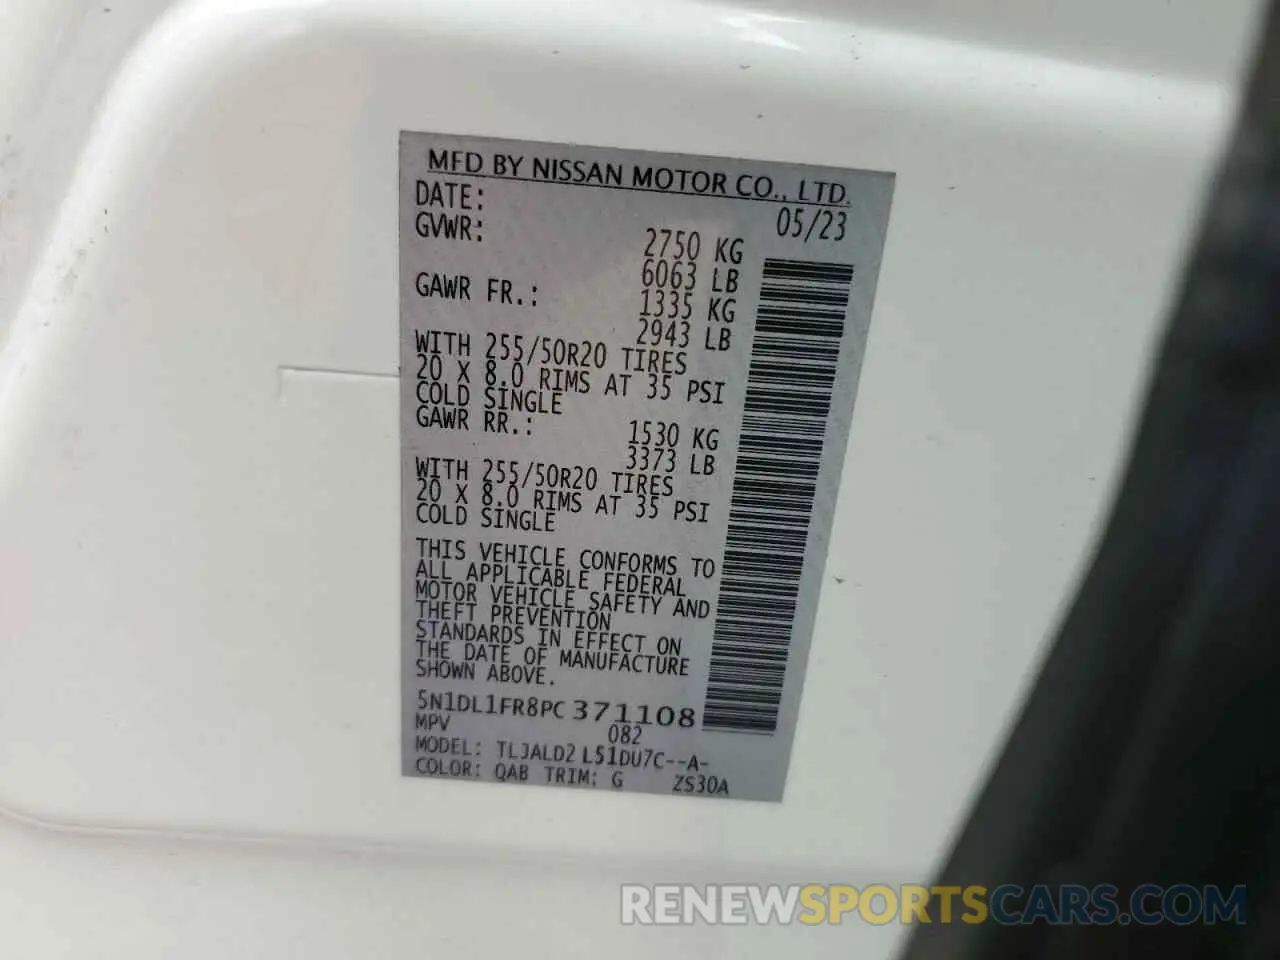 MFD BY NISSAN MOTOR CO., LTD.
DATE: 05/23
GVWR: 2750 KG
6063 LB
GAWR FR.: 1335 KG
2943 LB
WITH 255/50R20 TIRES
20 X 8.0 RIMS AT 35 PSI
COLD SINGLE
GAWR RR.: 1530 KG
3373 LB
WITH 255/50R20 TIRES
20 X 8.0 RIMS AT 35 PSI
COLD SINGLE
THIS VEHICLE CONFORMS TO
ALL APPLICABLE FEDERAL
MOTOR VEHICLE SAFETY AND
THEFT PREVENTION
STANDARDS IN EFFECT ON
THE DATE OF MANUFACTURE
SHOWN ABOVE.
5N1DL1FR8PC371108
MPV 082
MODEL: TL3ALD2 L51DU7C--A-
COLOR: QAB TRIM: G ZS30A
RENEWSPORTSCARS.COM